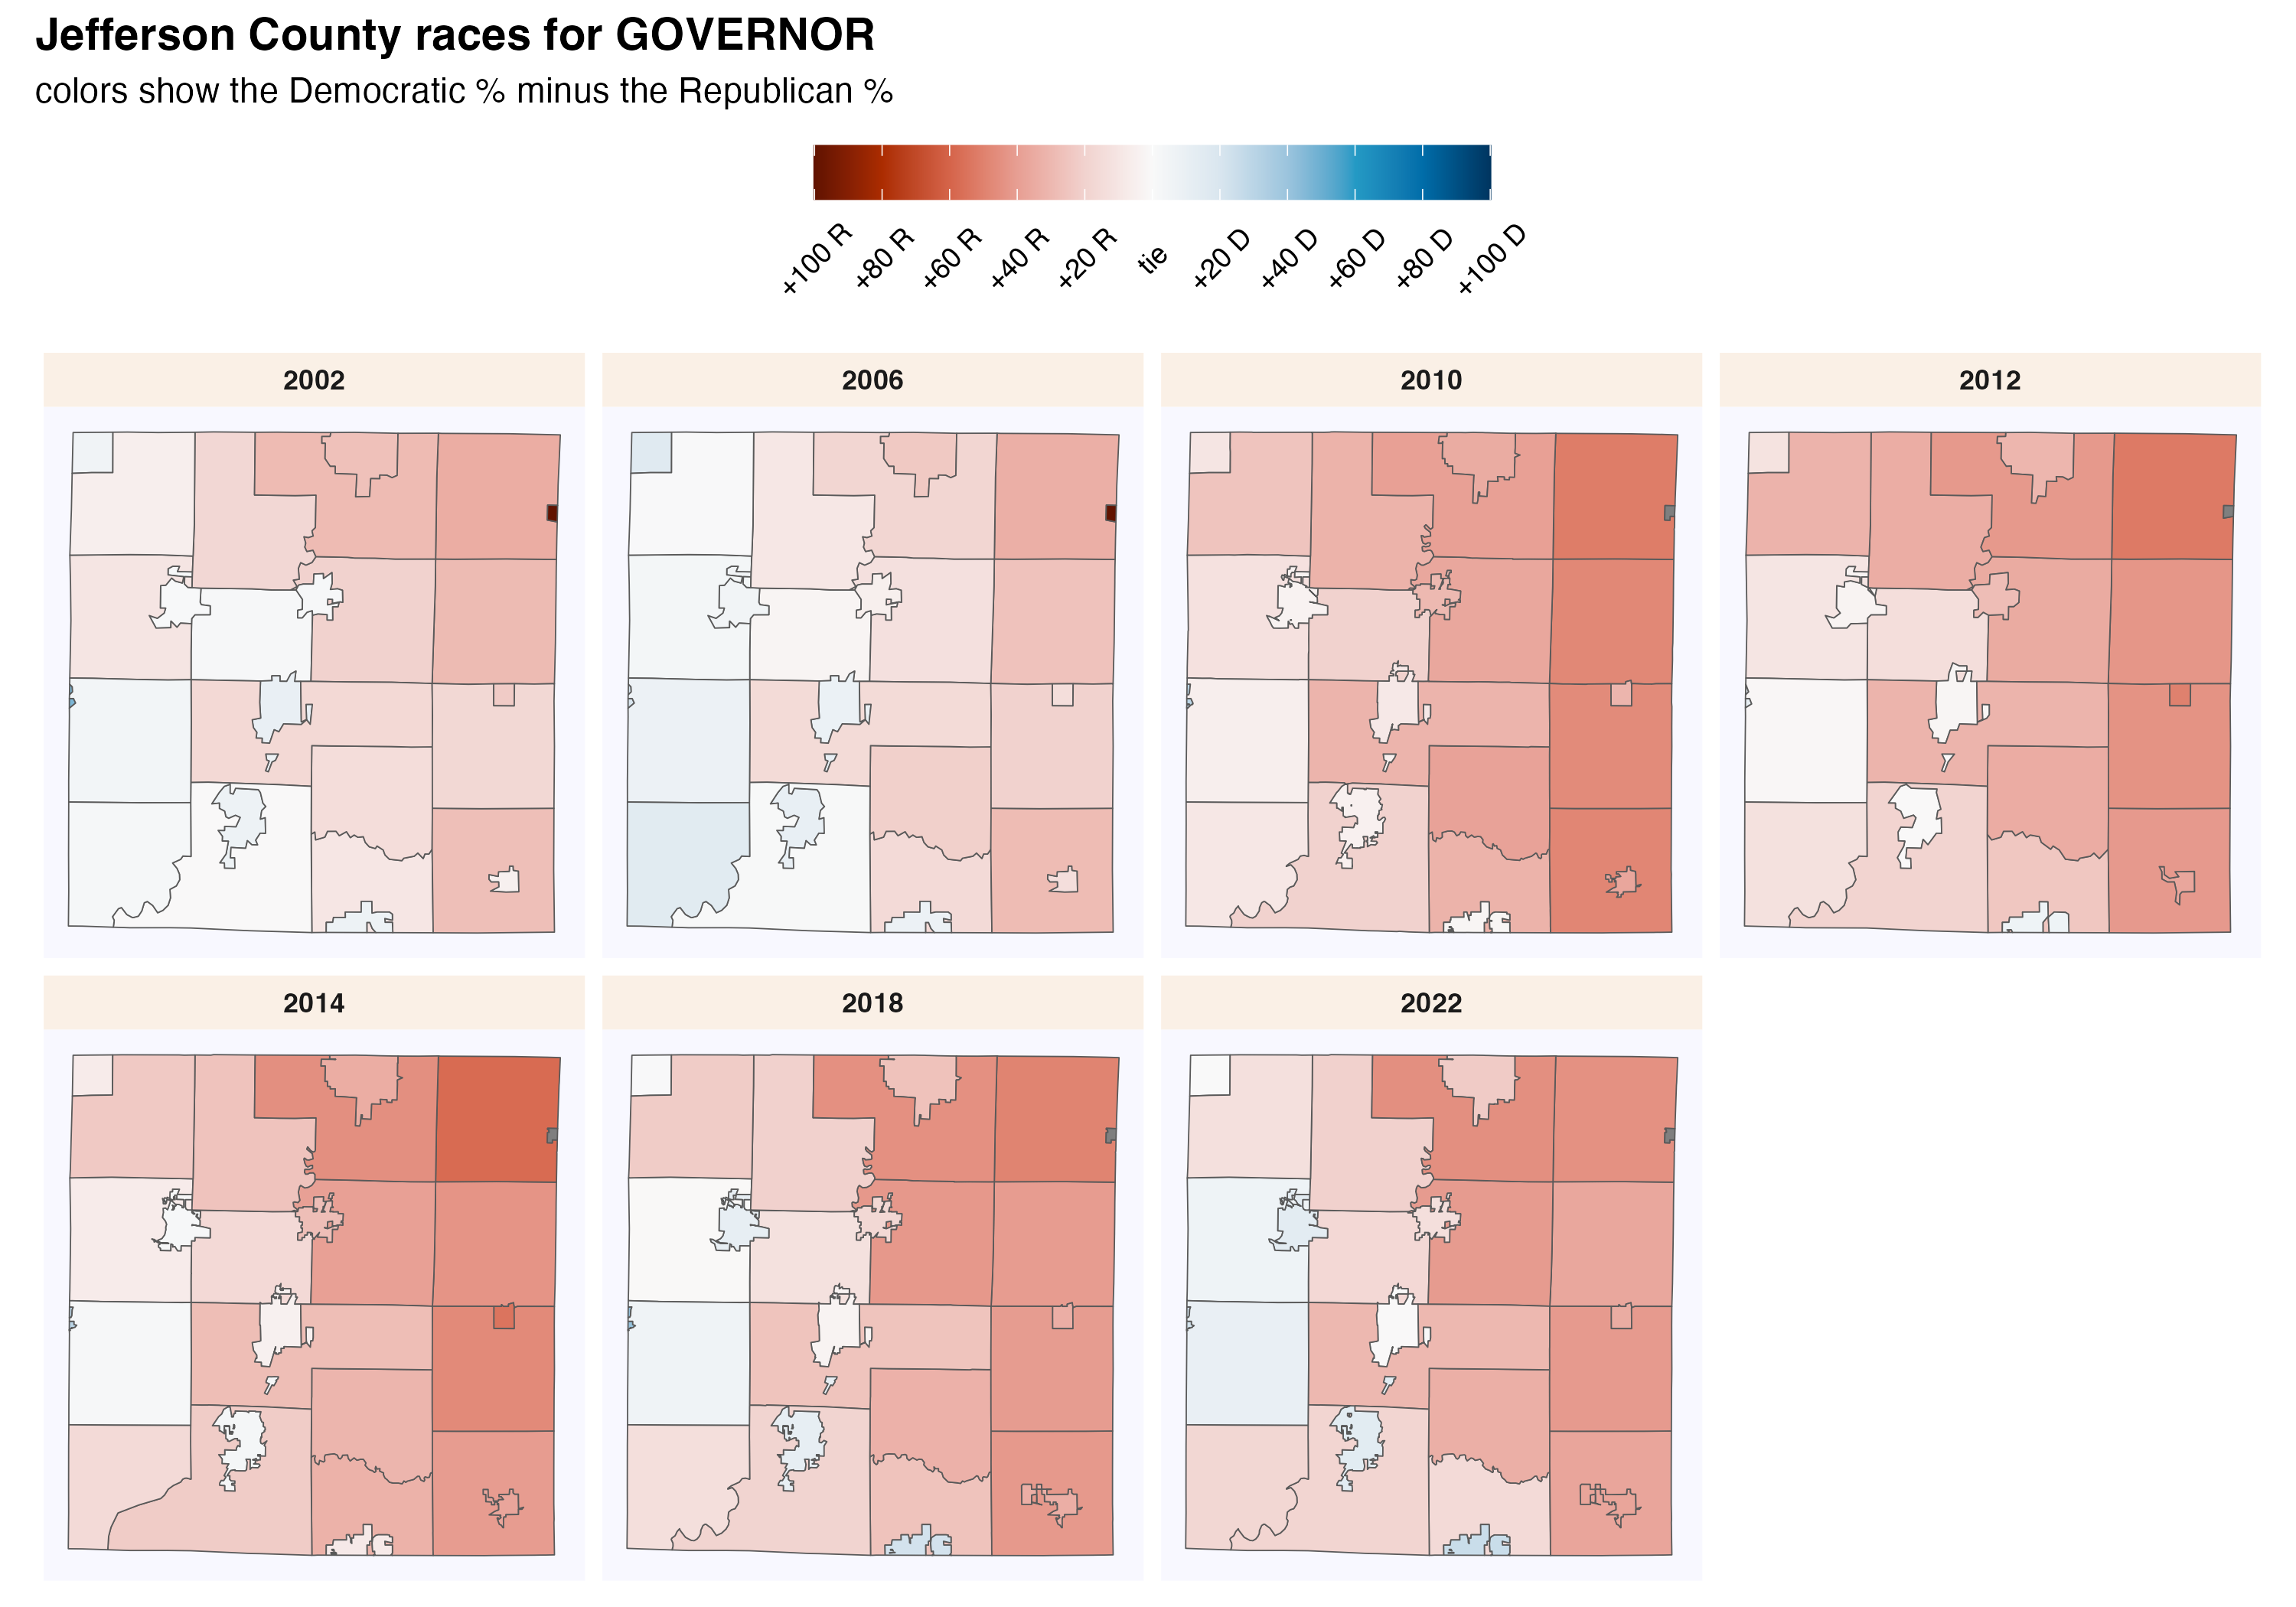 Jefferson County races for GOVERNOR
colors show the Democratic % minus the Republican %
+100 R
+80 R
+60 R
+40 R
+20 R
tie
+20 D
+40 D
+60 D
+80 D
+100 D
2002
2006
2010
2012
2014
2018
2022